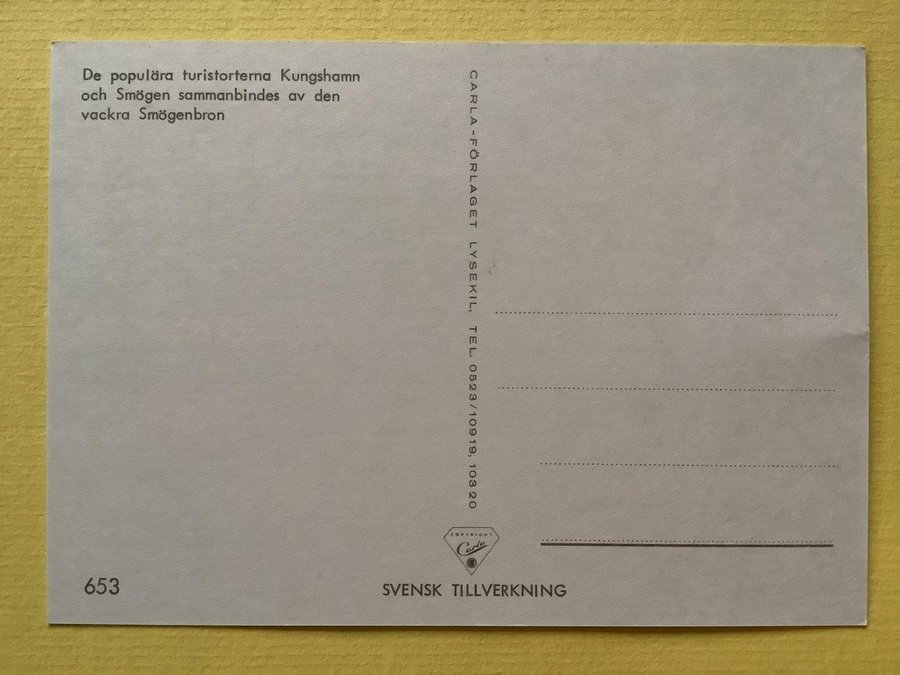 De populära turistorterna Kungshamn
och Smögen sammanbindes av den
vackra Smögenbron
CARLA-FÖRLAGET LYSEKIL, TEL. 0523/10919, 10320
COPYRIGHT
Carla
653
SVENSK TILLVERKNING